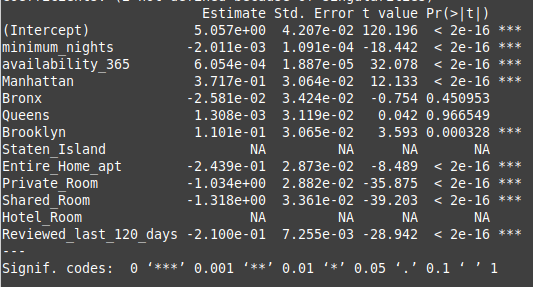 Coefficients: (2 not defined because of singularities)
Estimate Std. Error t value Pr(>|t|)
(Intercept) 5.057e+00 4.207e-02 120.196 < 2e-16 ***
minimum_nights -2.011e-03 1.091e-04 -18.442 < 2e-16 ***
availability_365 6.054e-04 1.887e-05 32.078 < 2e-16 ***
Manhattan 3.717e-01 3.064e-02 12.133 < 2e-16 ***
Bronx -2.581e-02 3.424e-02 -0.754 0.450953
Queens 1.308e-03 3.119e-02 0.042 0.966549
Brooklyn 1.101e-01 3.065e-02 3.593 0.000328 ***
Staten_Island NA NA NA NA
Entire_Home_apt -2.439e-01 2.873e-02 -8.489 < 2e-16 ***
Private_Room -1.034e+00 2.882e-02 -35.875 < 2e-16 ***
Shared_Room -1.318e+00 3.361e-02 -39.203 < 2e-16 ***
Hotel_Room NA NA NA NA
Reviewed_last_120_days -2.100e-01 7.255e-03 -28.942 < 2e-16 ***
---
Signif. codes: 0 ‘***’ 0.001 ‘**’ 0.01 ‘*’ 0.05 ‘.’ 0.1 ‘ ’ 1